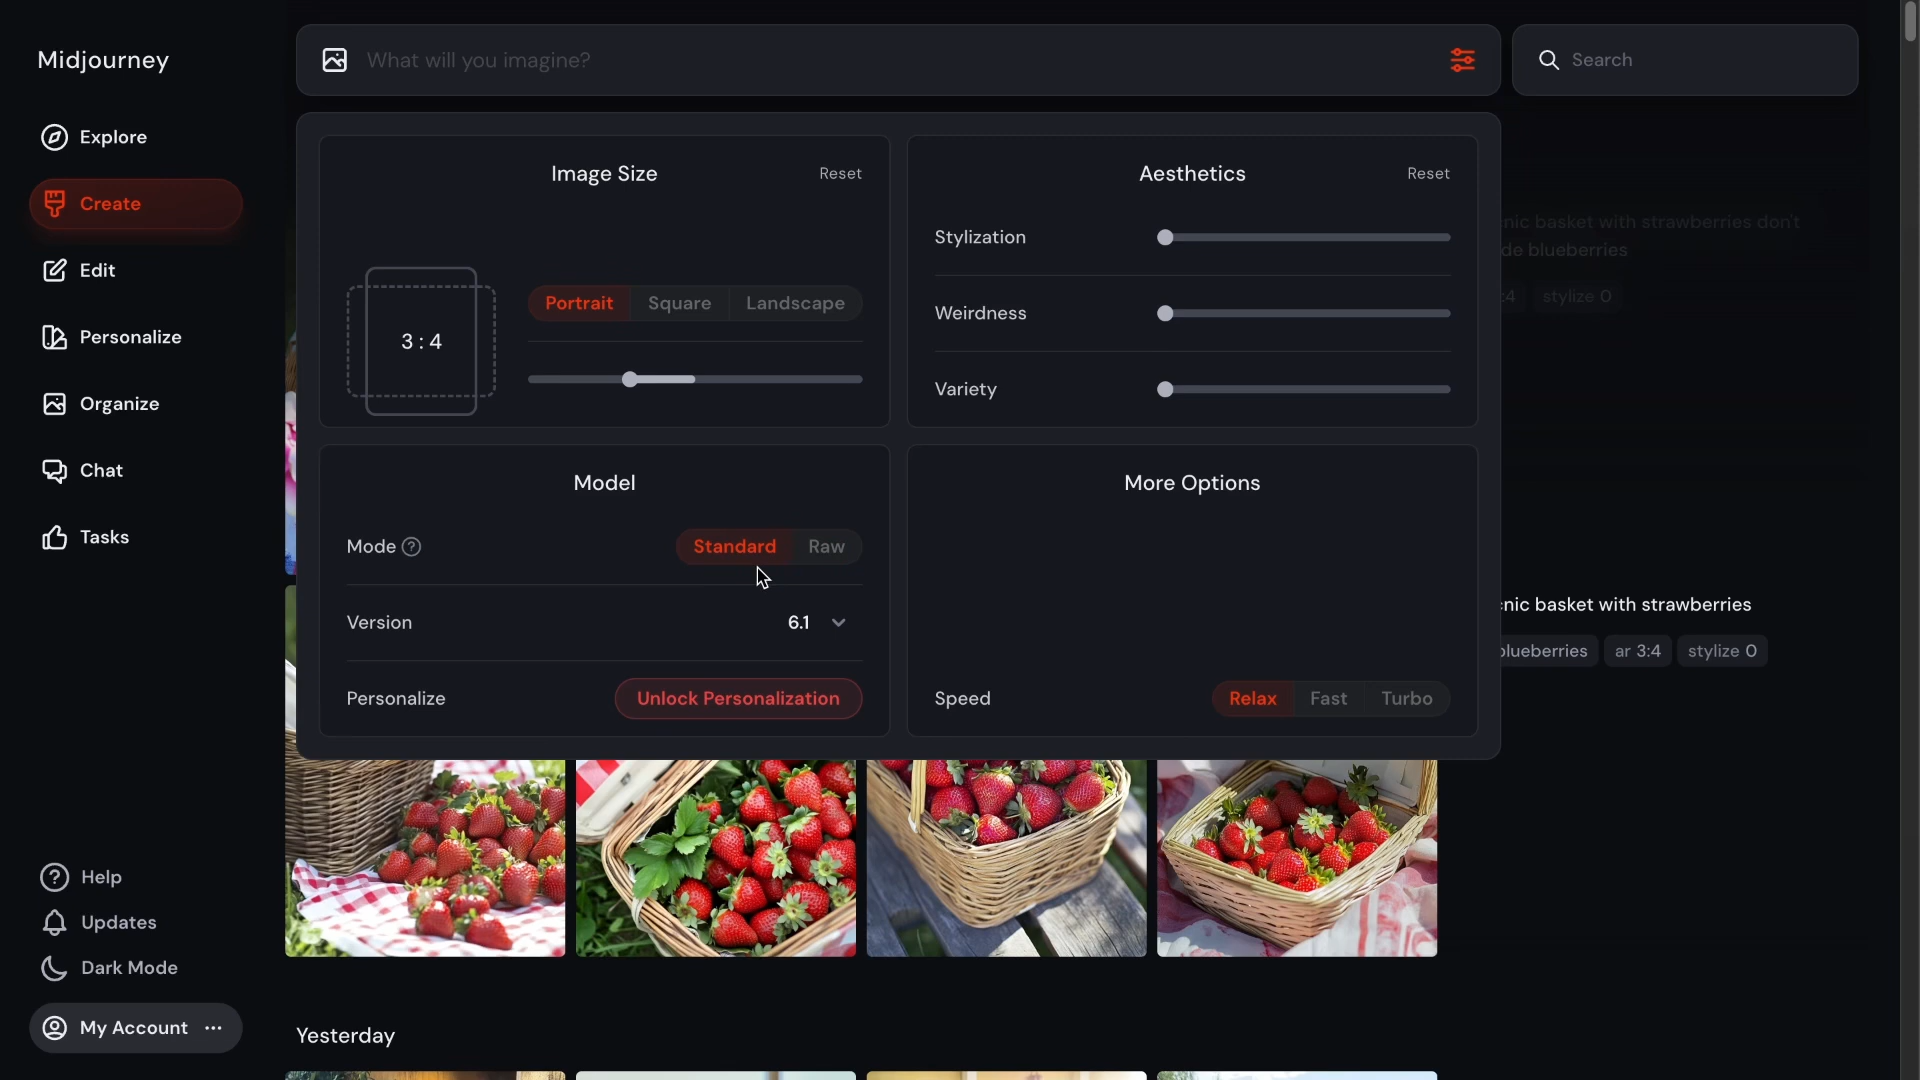 Midjourney
What will you imagine?
Search
Explore
Create
Edit
Personalize
Organize
Chat
Tasks
Help
Updates
Dark Mode
My Account
Image Size
Reset
3 : 4
Portrait
Square
Landscape
Aesthetics
Reset
Stylization
Weirdness
Variety
Model
Mode
Standard
Raw
Version
6.1
Personalize
Unlock Personalization
More Options
Speed
Relax
Fast
Turbo
basket with strawberries don't
blueberries
stylize 0
basket with strawberries
blueberries
ar 3:4
stylize 0
Yesterday